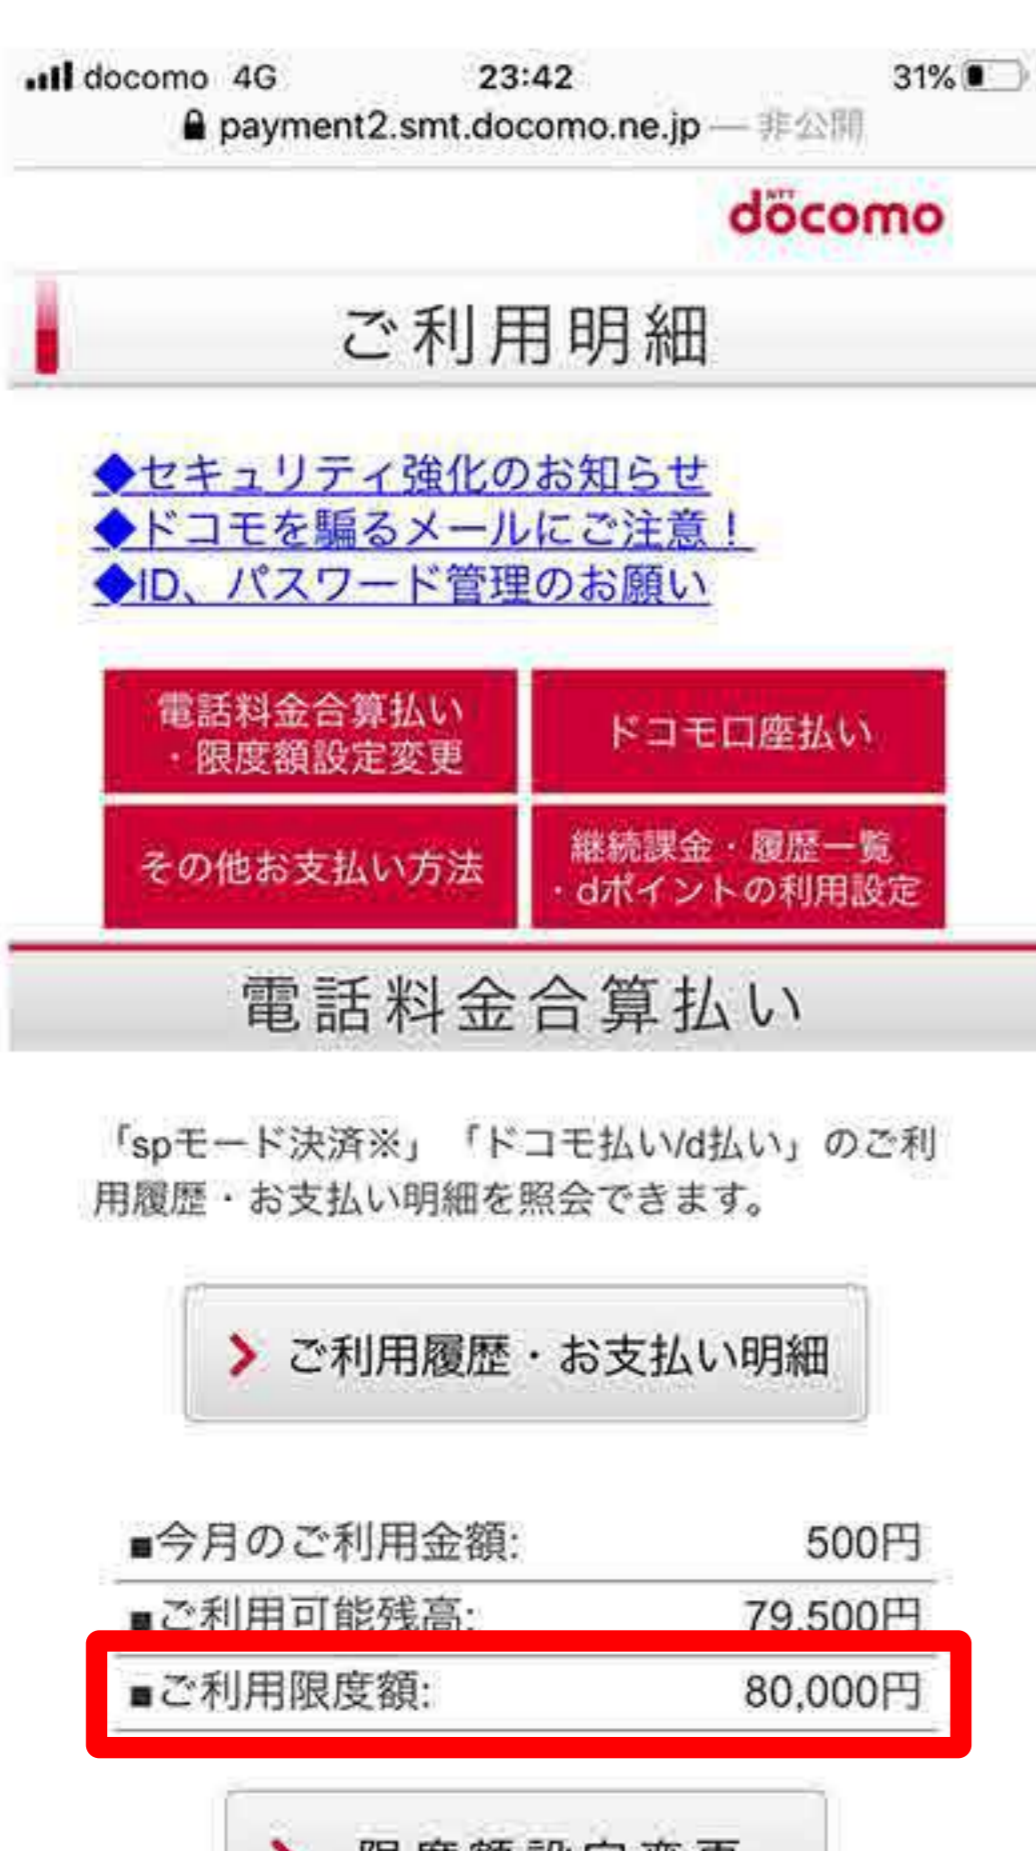 docomo 4G 23:42 31%
payment2.smt.docomo.ne.jp — 非公開
NTT
docomo
ご利用明細
◆セキュリティ強化のお知らせ
◆ドコモを騙るメールにご注意！
◆ID、パスワード管理のお願い
電話料金合算払い
・限度額設定変更
ドコモ口座払い
その他お支払い方法
継続課金・履歴一覧
・dポイントの利用設定
電話料金合算払い
「spモード決済※」「ドコモ払い/d払い」のご利
用履歴・お支払い明細を照会できます。
ご利用履歴・お支払い明細
■今月のご利用金額: 500円
■ご利用可能残高: 79,500円
■ご利用限度額: 80,000円
限度額設定変更